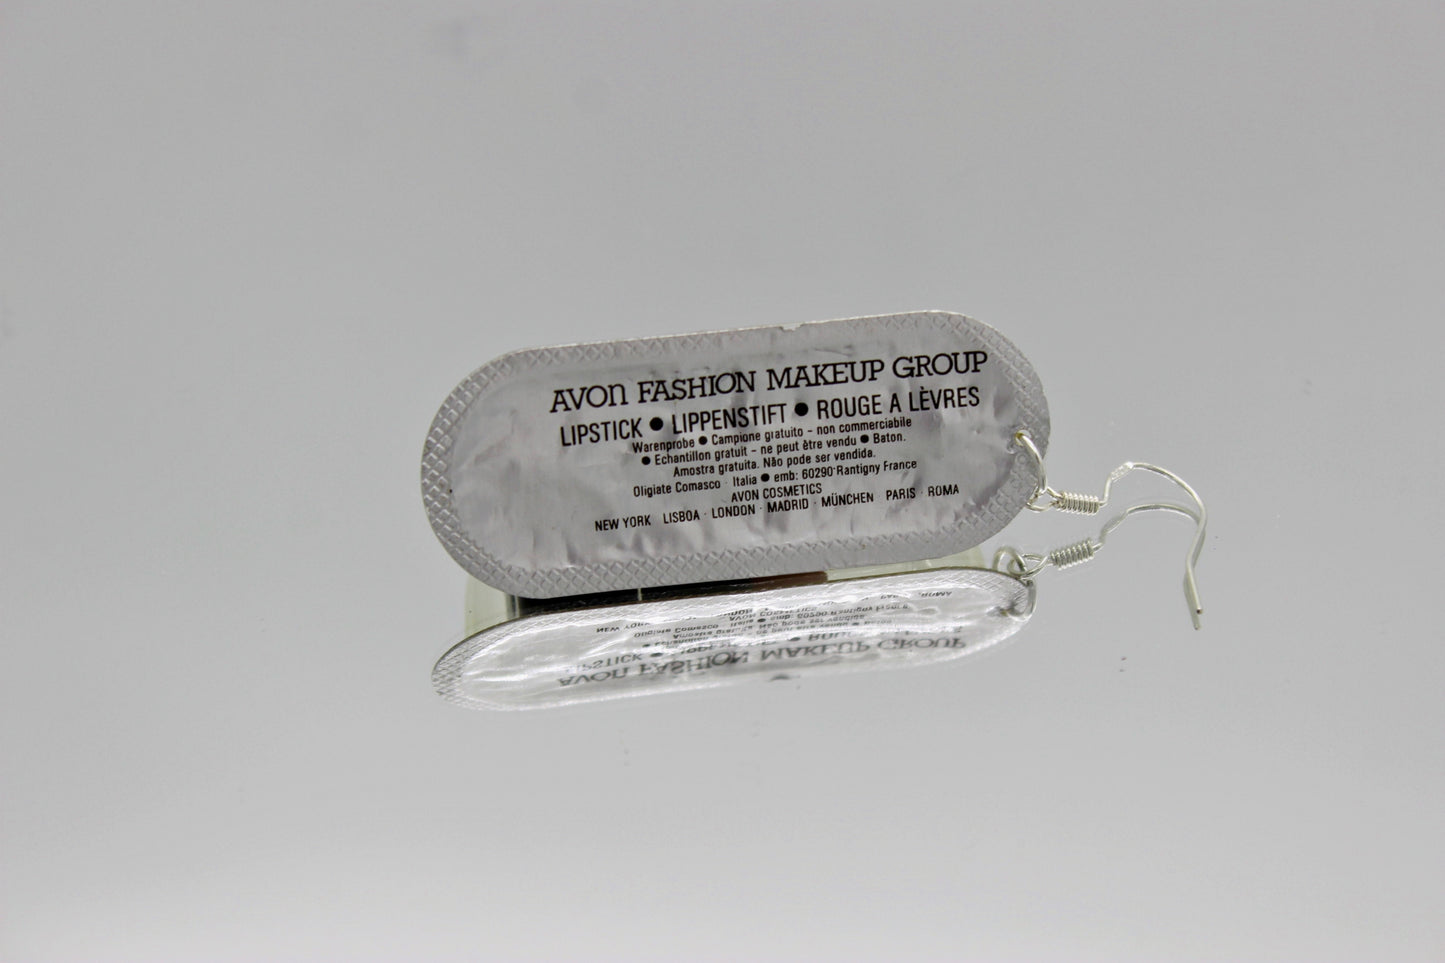 AVON FASHION MAKEUP GROUP
LIPSTICK ● LIPPENSTIFT ● ROUGE A LÈVRES
Warenprobe ● Campione gratuito - non commerciabile
● Echantillon gratuit - ne peut être vendu ● Baton.
Amostra gratuita. Não pode ser vendida.
Oligiate Comasco · Italia ● emb: 60290 Rantigny France
AVON COSMETICS
NEW YORK · LISBOA · LONDON · MADRID · MÜNCHEN · PARIS · ROMA